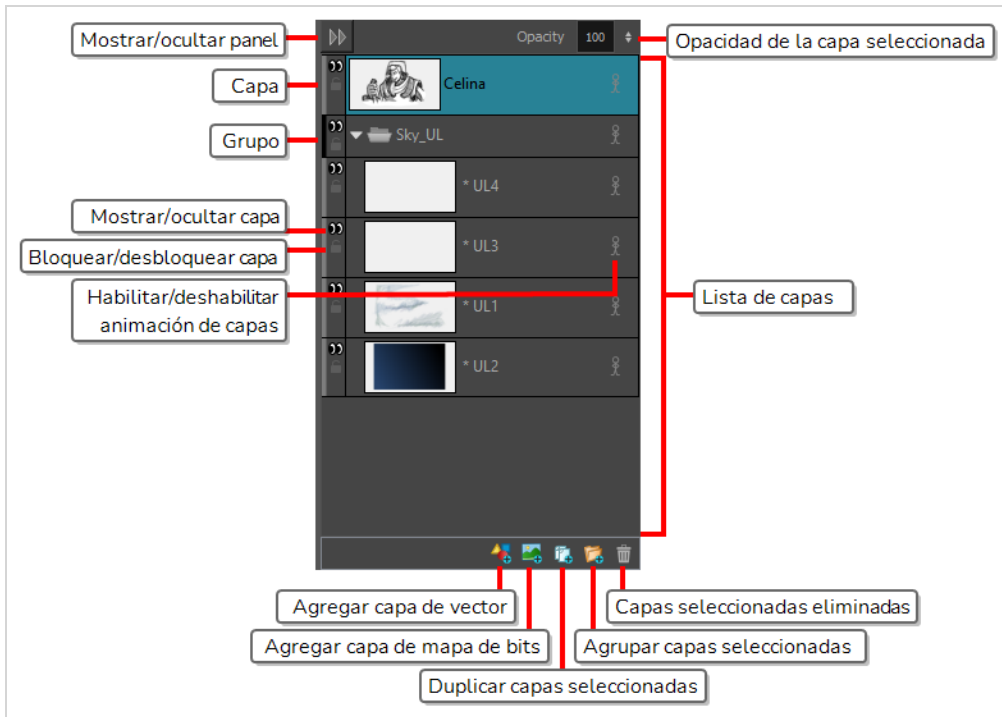 Mostrar/ocultar panel
Opacity 100
Opacidad de la capa seleccionada
Capa
Celina
Grupo
Sky_UL
* UL4
Mostrar/ocultar capa
* UL3
Bloquear/desbloquear capa
Habilitar/deshabilitar
animación de capas
* UL1
Lista de capas
* UL2
Agregar capa de vector
Capas seleccionadas eliminadas
Agregar capa de mapa de bits
Agrupar capas seleccionadas
Duplicar capas seleccionadas